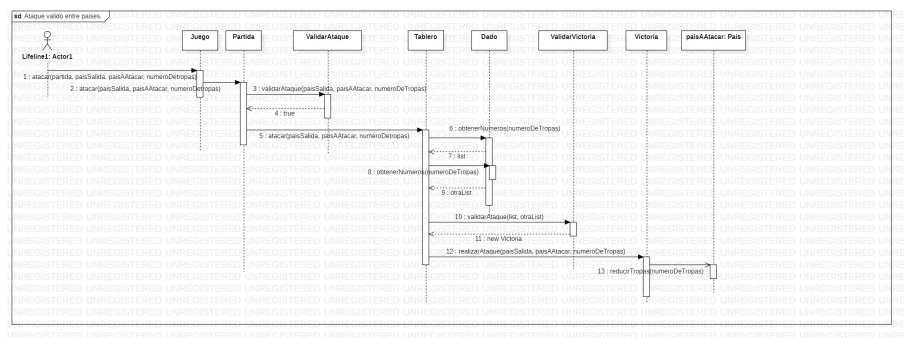 sd Ataque valido entre paises.
Juego
Partida
ValidarAtaque
Tablero
Dado
ValidarVictoria
Victoria
paisAAtacar: Pais
Lifeline1: Actor1
1 : atacar(partida, paisSalida, paisAAtacar, numeroDetropas)
2 : atacar(paisSalida, paisAAtacar, numeroDetropas)
3 : validarAtaque(paisSalida, paisAAtacar, numeroDeTropas)
4 : true
5 : atacar(paisSalida, paisAAtacar, numeroDetropas)
6 : obtenerNumeros(numeroDeTropas)
7 : list
8 : obtenerNumeros(numeroDeTropas)
9 : otraList
10 : validarAtaque(list, otraList)
11 : new Victoria
12 : realizarAtaque(paisSalida, paisAAtacar, numeroDeTropas)
13 : reducirTropas(numeroDeTropas)